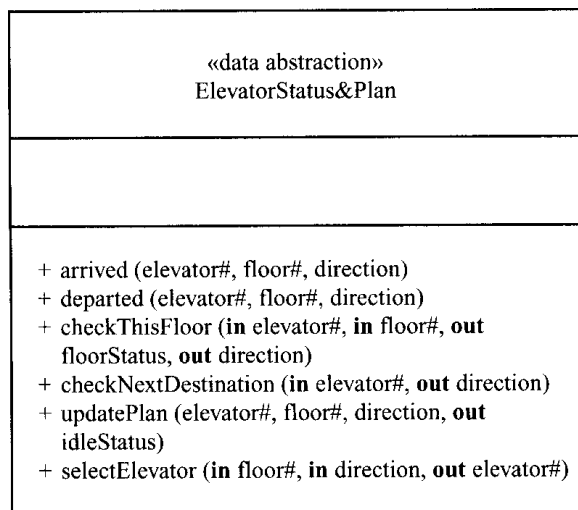 «data abstraction»
ElevatorStatus&Plan
+ arrived (elevator#, floor#, direction)
+ departed (elevator#, floor#, direction)
+ checkThisFloor (in elevator#, in floor#, out
floorStatus, out direction)
+ checkNextDestination (in elevator#, out direction)
+ updatePlan (elevator#, floor#, direction, out
idleStatus)
+ selectElevator (in floor#, in direction, out elevator#)